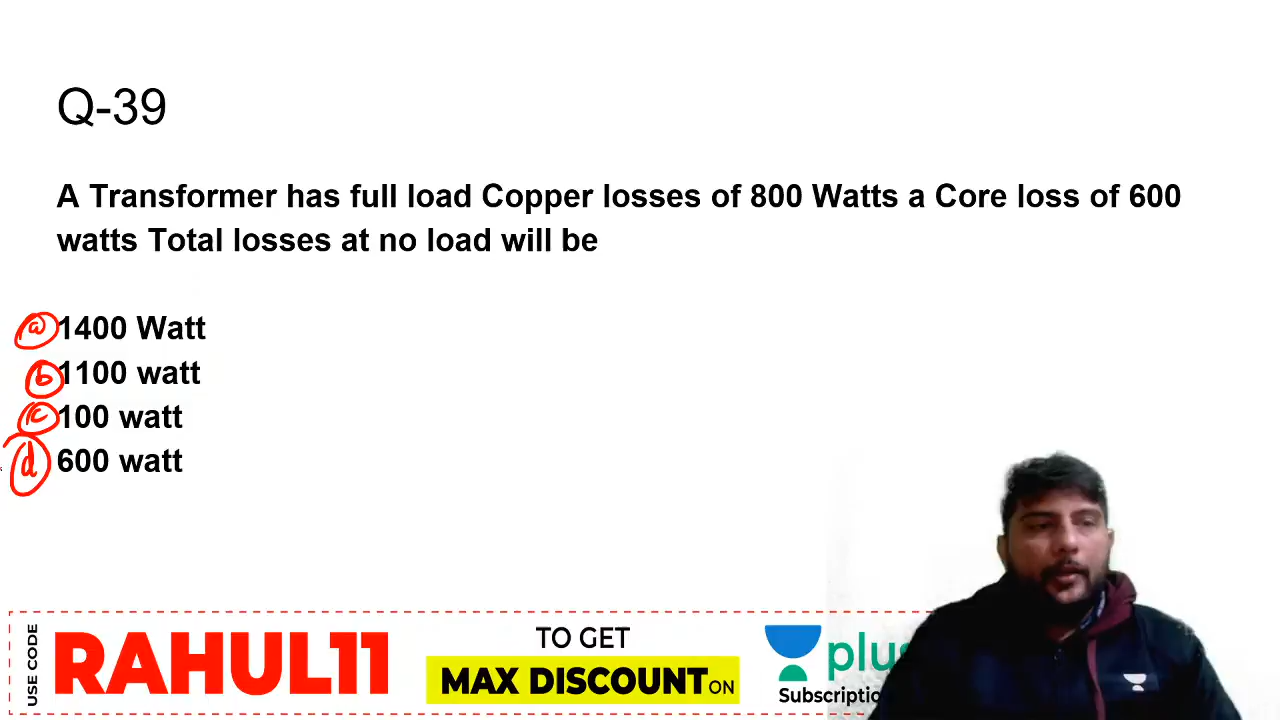 Q-39
A Transformer has full load Copper losses of 800 Watts a Core loss of 600
watts Total losses at no load will be
a 1400 Watt
b 1100 watt
c 100 watt
d 600 watt
USE CODE
RAHUL11
TO GET
MAX DISCOUNT ON
plus
Subscriptio